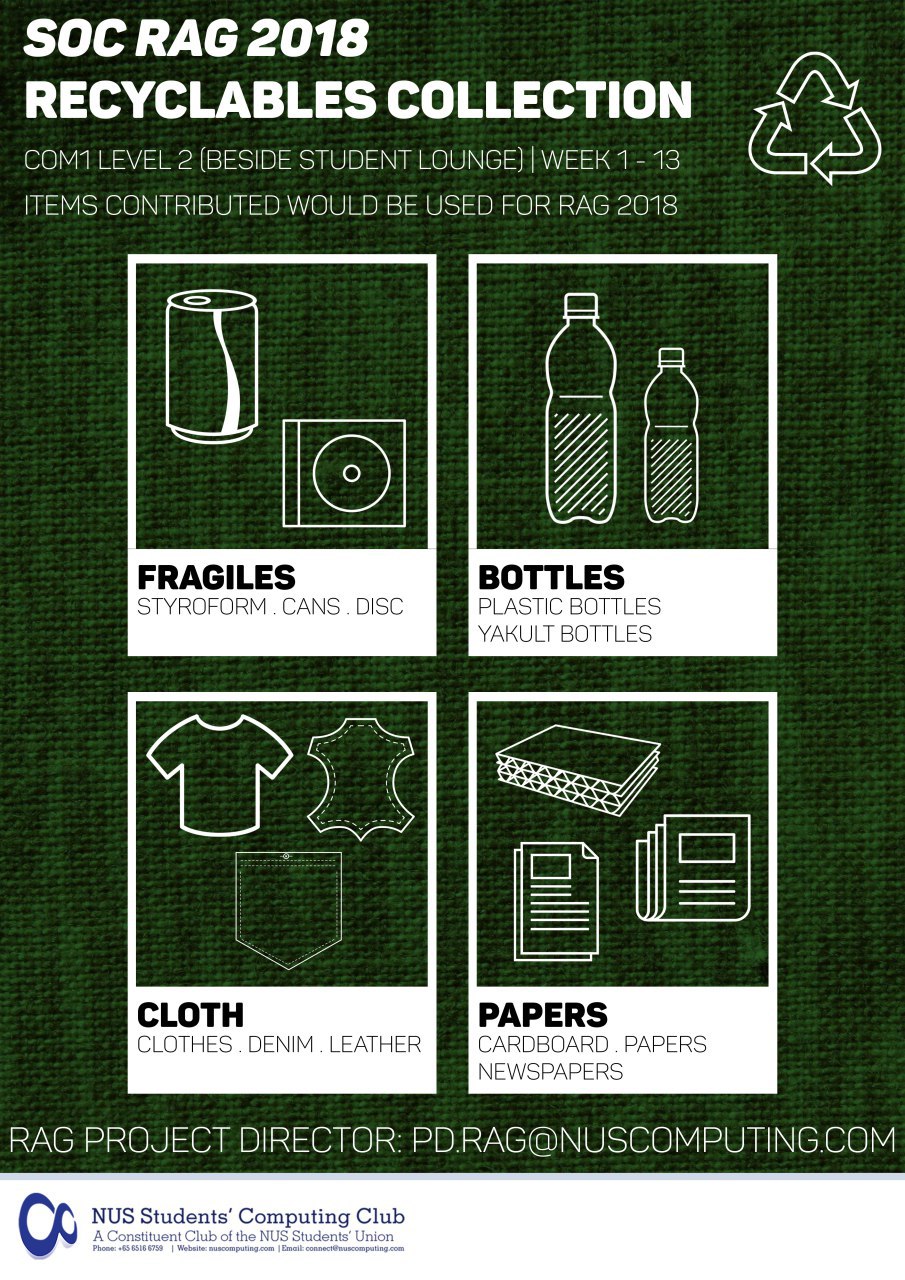 SOC RAG 2018
RECYCLABLES COLLECTION
COM1 LEVEL 2 (BESIDE STUDENT LOUNGE) | WEEK 1 - 13
ITEMS CONTRIBUTED WOULD BE USED FOR RAG 2018
FRAGILES
STYROFORM . CANS . DISC
BOTTLES
PLASTIC BOTTLES
YAKULT BOTTLES
CLOTH
CLOTHES . DENIM . LEATHER
PAPERS
CARDBOARD . PAPERS
NEWSPAPERS
RAG PROJECT DIRECTOR: PD.RAG@NUSCOMPUTING.COM
NUS Students' Computing Club
A Constituent Club of the NUS Students' Union
Phone: +65 6516 6759 | Website: nuscomputing.com | Email: connect@nuscomputing.com